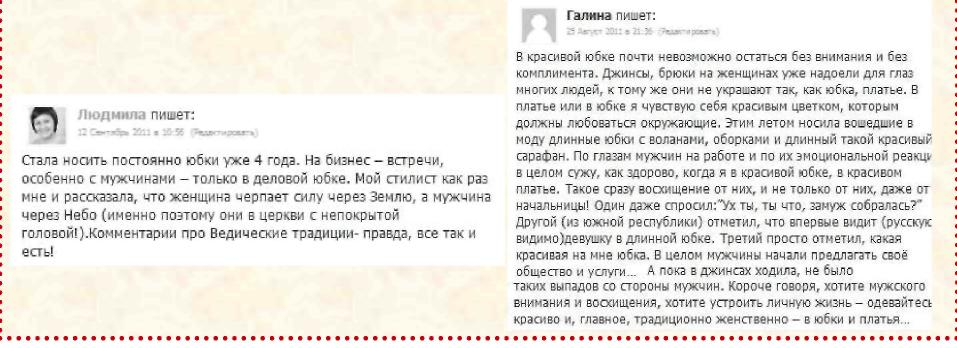 Людмила пишет:
12 Сентябрь 2011 в 10:56 (Редактировать)
Стала носить постоянно юбки уже 4 года. На бизнес – встречи,
особенно с мужчинами – только в деловой юбке. Мой стилист как раз
мне и рассказала, что женщина черпает силу через Землю, а мужчина
через Небо (именно поэтому они в церкви с непокрытой
головой!).Комментарии про Ведические традиции- правда, все так и
есть!
Галина пишет:
25 Август 2011 в 21:36 (Редактировать)
В красивой юбке почти невозможно остаться без внимания и без
комплимента. Джинсы, брюки на женщинах уже надоели для глаз
многих людей, к тому же они не украшают так, как юбка, платье. В
платье или в юбке я чувствую себя красивым цветком, которым
должны любоваться окружающие. Этим летом носила вошедшие в
моду длинные юбки с воланами, оборками и длинный такой красивый
сарафан. По глазам мужчин на работе и по их эмоциональной реакци
в целом сужу, как здорово, когда я в красивой юбке, в красивом
платье. Такое сразу восхищение от них, и не только от них, даже от
начальницы! Один даже спросил:"Ух ты, ты что, замуж собралась?"
Другой (из южной республики) отметил, что впервые видит (русскую
видимо)девушку в длинной юбке. Третий просто отметил, какая
красивая на мне юбка. В целом мужчины начали предлагать своё
общество и услуги... А пока в джинсах ходила, не было
таких выпадов со стороны мужчин. Короче говоря, хотите мужского
внимания и восхищения, хотите устроить личную жизнь – одевайтесь
красиво и, главное, традиционно женственно – в юбки и платья...